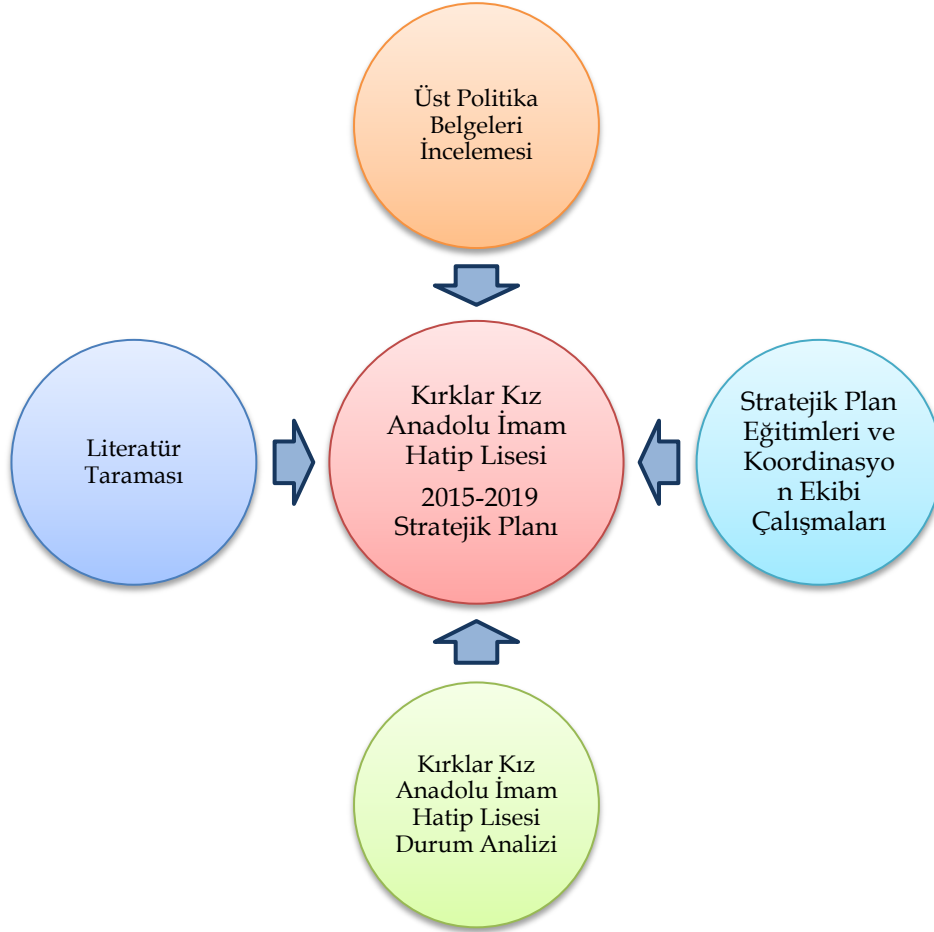 Üst Politika
Belgeleri
İncelemesi
Literatür
Taraması
Kırklar Kız
Anadolu İmam
Hatip Lisesi
2015-2019
Stratejik Planı
Stratejik Plan
Eğitimleri ve
Koordinasyo
n Ekibi
Çalışmaları
Kırklar Kız
Anadolu İmam
Hatip Lisesi
Durum Analizi